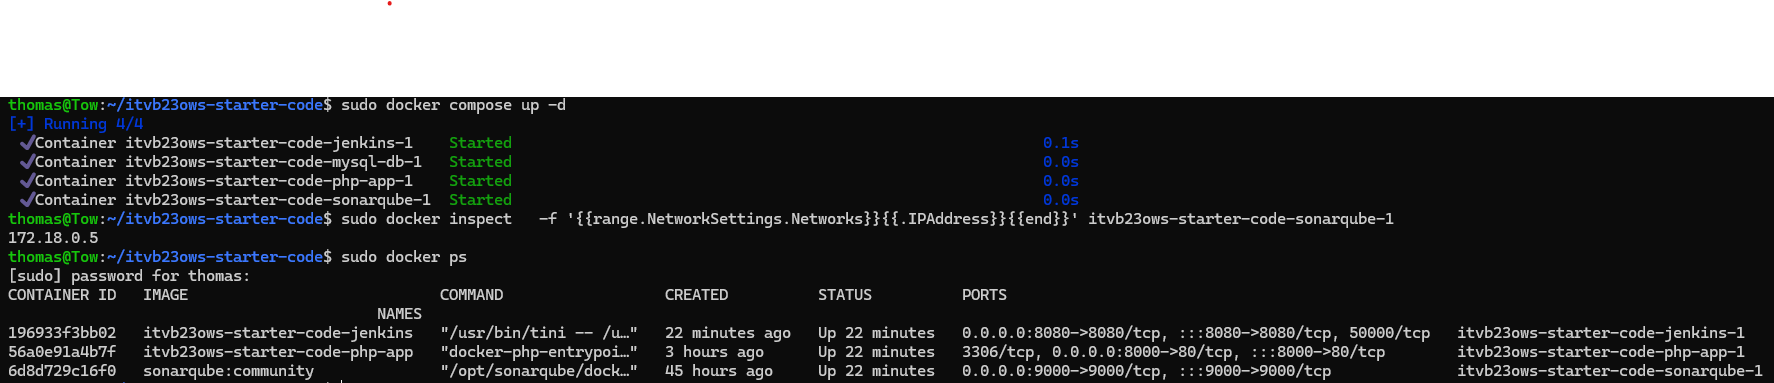 thomas@Tow:~/itvb23ows-starter-code$ sudo docker compose up -d
[+] Running 4/4
✔Container itvb23ows-starter-code-jenkins-1 Started 0.1s
✔Container itvb23ows-starter-code-mysql-db-1 Started 0.0s
✔Container itvb23ows-starter-code-php-app-1 Started 0.0s
✔Container itvb23ows-starter-code-sonarqube-1 Started 0.0s
thomas@Tow:~/itvb23ows-starter-code$ sudo docker inspect -f '{{range.NetworkSettings.Networks}}{{.IPAddress}}{{end}}' itvb23ows-starter-code-sonarqube-1
172.18.0.5
thomas@Tow:~/itvb23ows-starter-code$ sudo docker ps
[sudo] password for thomas:
CONTAINER ID IMAGE COMMAND CREATED STATUS PORTS
NAMES
196933f3bb02 itvb23ows-starter-code-jenkins "/usr/bin/tini -- /u…" 22 minutes ago Up 22 minutes 0.0.0.0:8080->8080/tcp, :::8080->8080/tcp, 50000/tcp itvb23ows-starter-code-jenkins-1
56a0e91a4b7f itvb23ows-starter-code-php-app "docker-php-entrypoi…" 3 hours ago Up 22 minutes 3306/tcp, 0.0.0.0:8000->80/tcp, :::8000->80/tcp itvb23ows-starter-code-php-app-1
6d8d729c16f0 sonarqube:community "/opt/sonarqube/dock…" 45 hours ago Up 22 minutes 0.0.0.0:9000->9000/tcp, :::9000->9000/tcp itvb23ows-starter-code-sonarqube-1